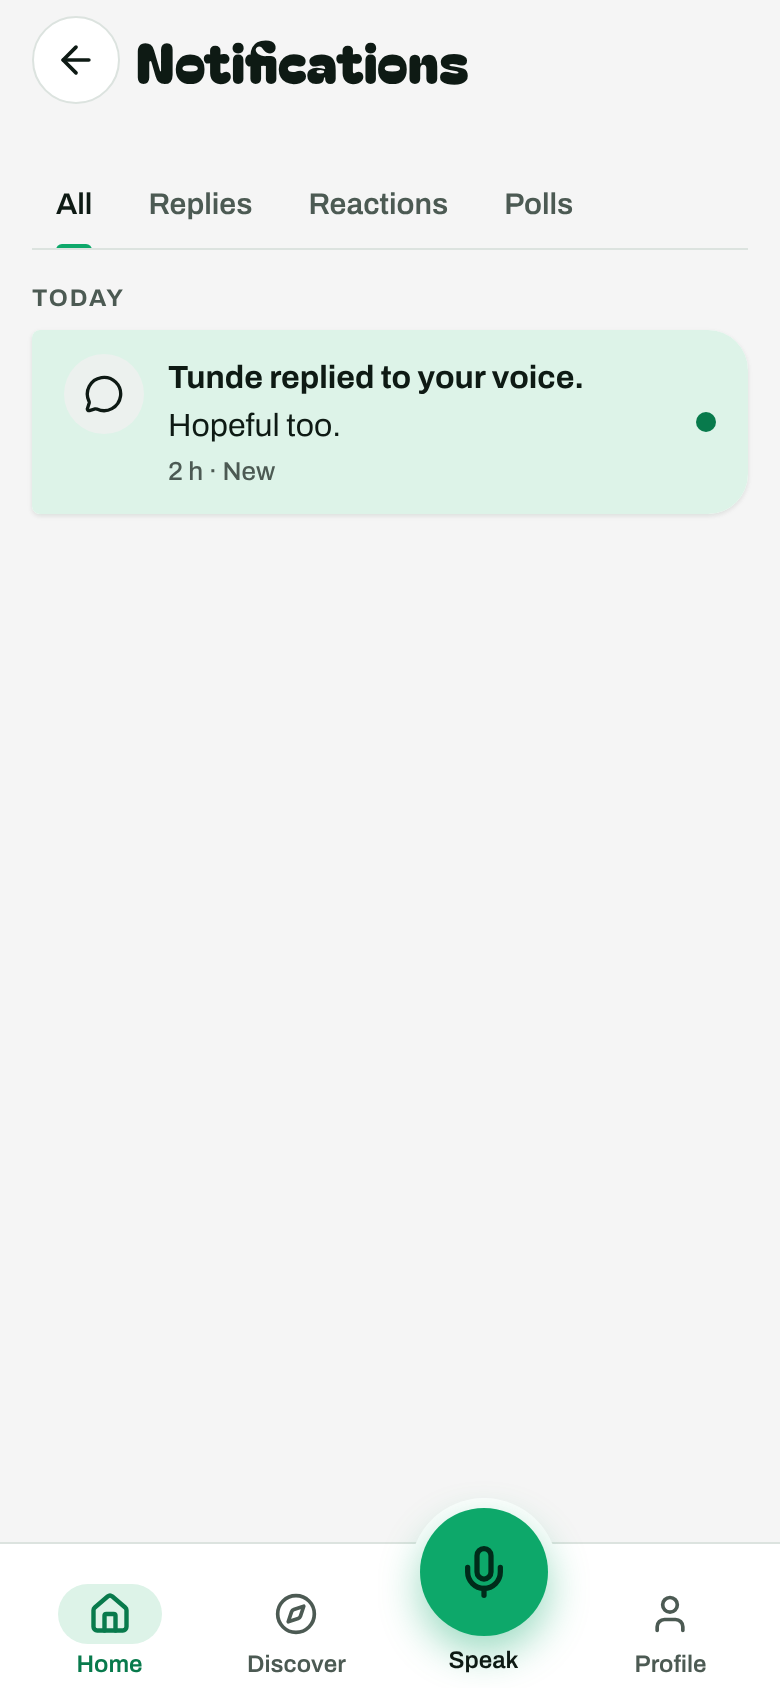 Notifications
All Replies Reactions Polls
TODAY
Tunde replied to your voice.
Hopeful too.
2 h · New
Home Discover Speak Profile